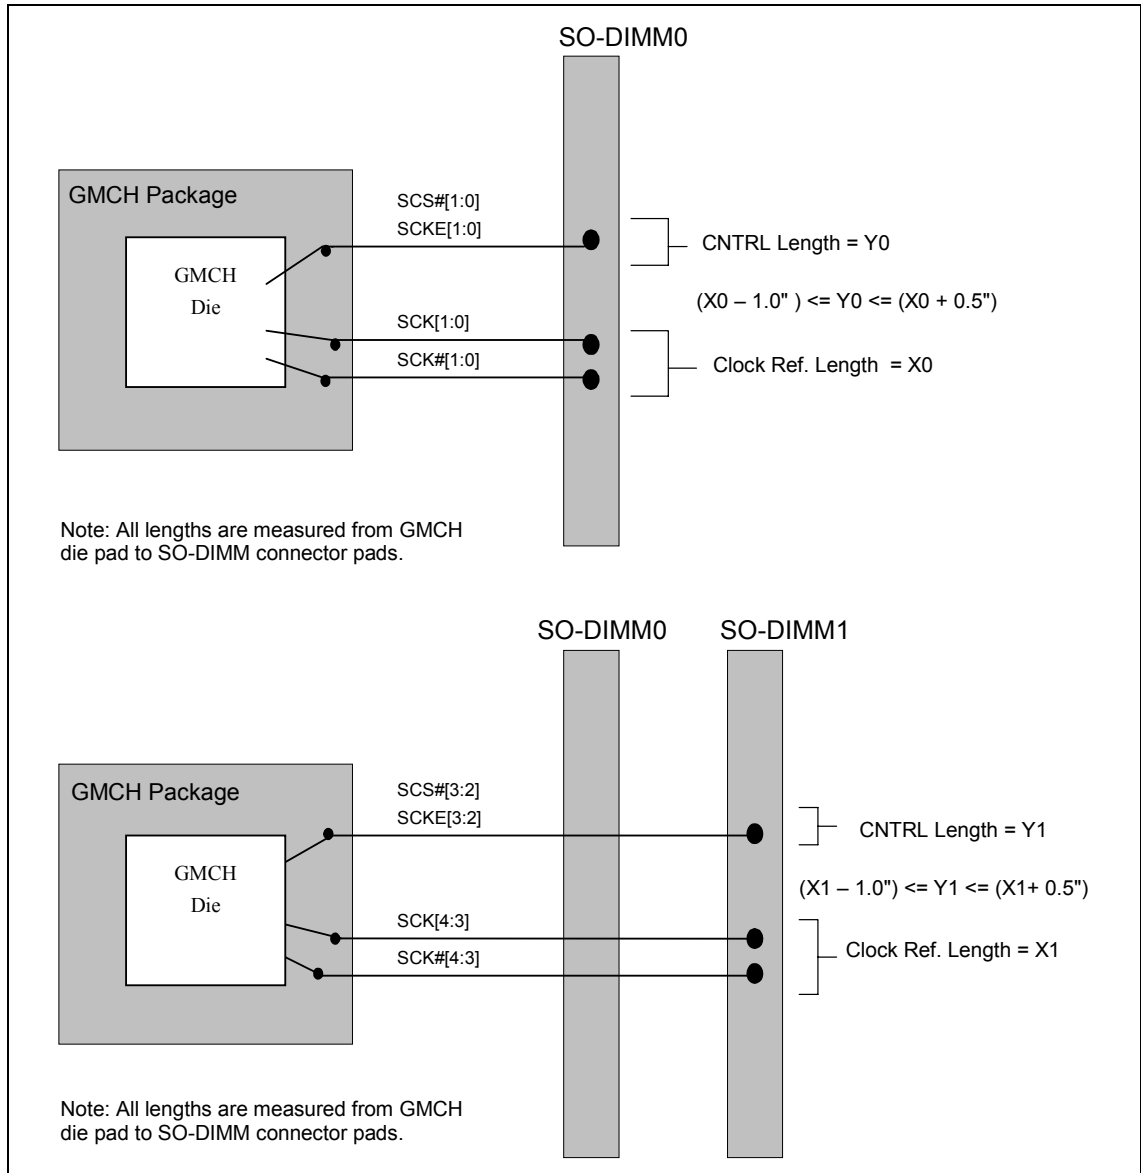 SO-DIMM0
GMCH Package
GMCH
Die
SCS#[1:0]
SCKE[1:0]
SCK[1:0]
SCK#[1:0]
CNTRL Length = Y0
(X0 – 1.0" ) <= Y0 <= (X0 + 0.5")
Clock Ref. Length = X0
Note: All lengths are measured from GMCH
die pad to SO-DIMM connector pads.
SO-DIMM0
SO-DIMM1
GMCH Package
GMCH
Die
SCS#[3:2]
SCKE[3:2]
SCK[4:3]
SCK#[4:3]
CNTRL Length = Y1
(X1 – 1.0") <= Y1 <= (X1+ 0.5")
Clock Ref. Length = X1
Note: All lengths are measured from GMCH
die pad to SO-DIMM connector pads.